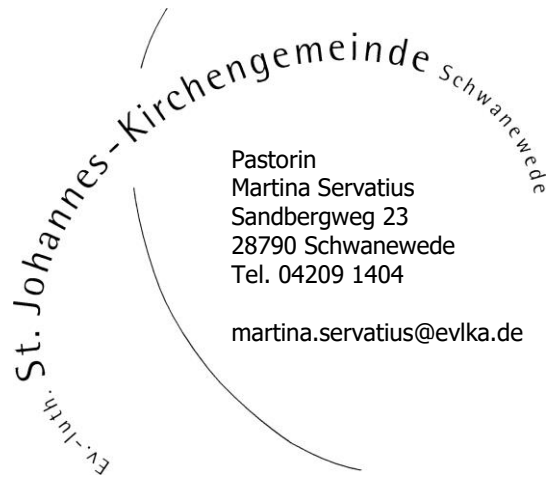 Ev.-luth. St. Johannes-Kirchengemeinde Schwanewede
Pastorin
Martina Servatius
Sandbergweg 23
28790 Schwanewede
Tel. 04209 1404
martina.servatius@evlka.de